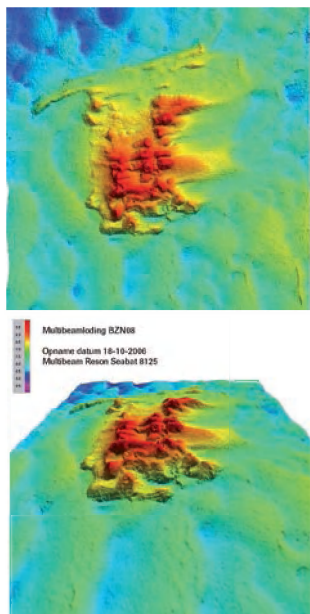 Multibeamloding BZN08
Opname datum 18-10-2006
Multibeam Reson Seabat 8125